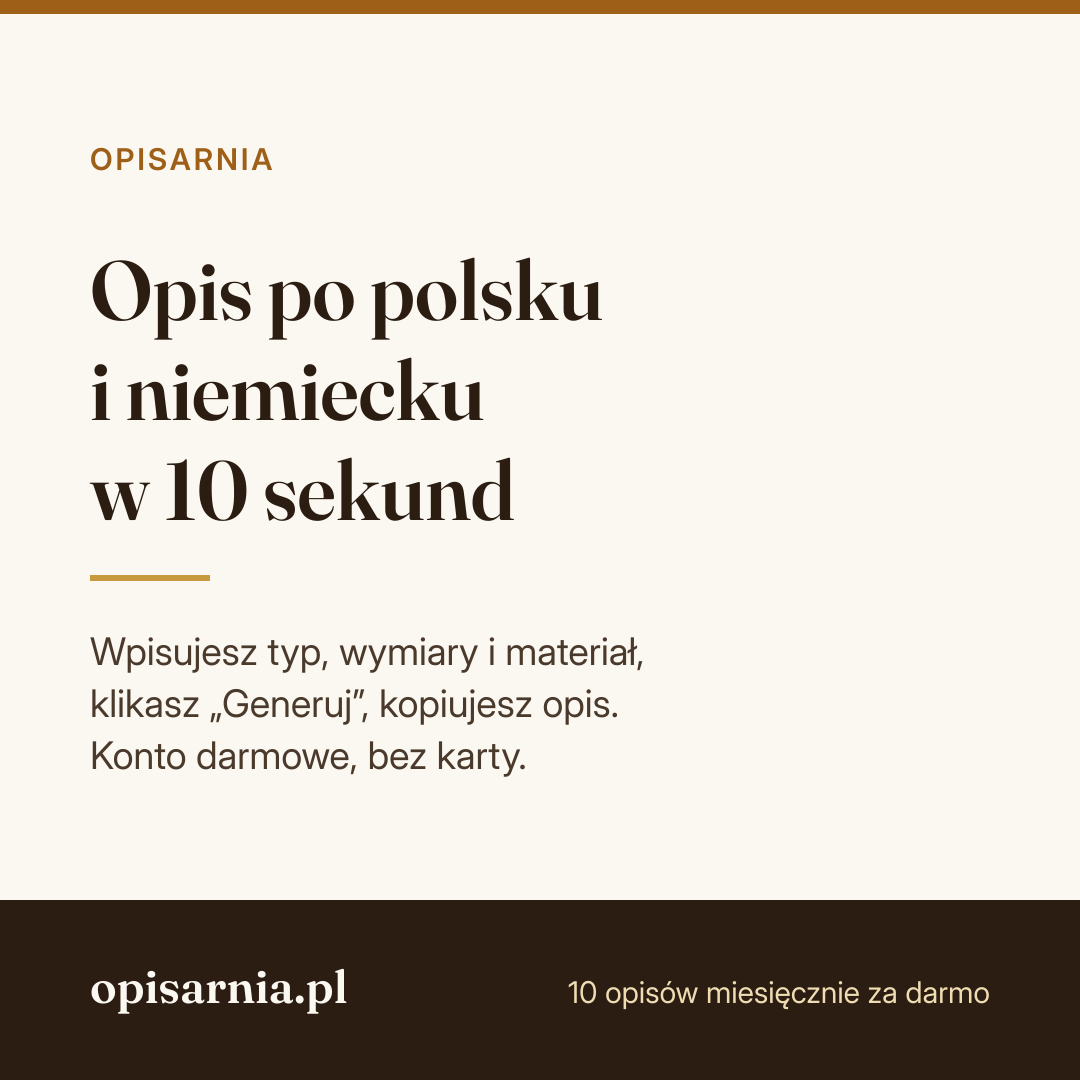 OPISARNIA
Opis po polsku
i niemiecku
w 10 sekund
Wpisujesz typ, wymiary i materiał,
klikasz „Generuj”, kopiujesz opis.
Konto darmowe, bez karty.
opisarnia.pl
10 opisów miesięcznie za darmo